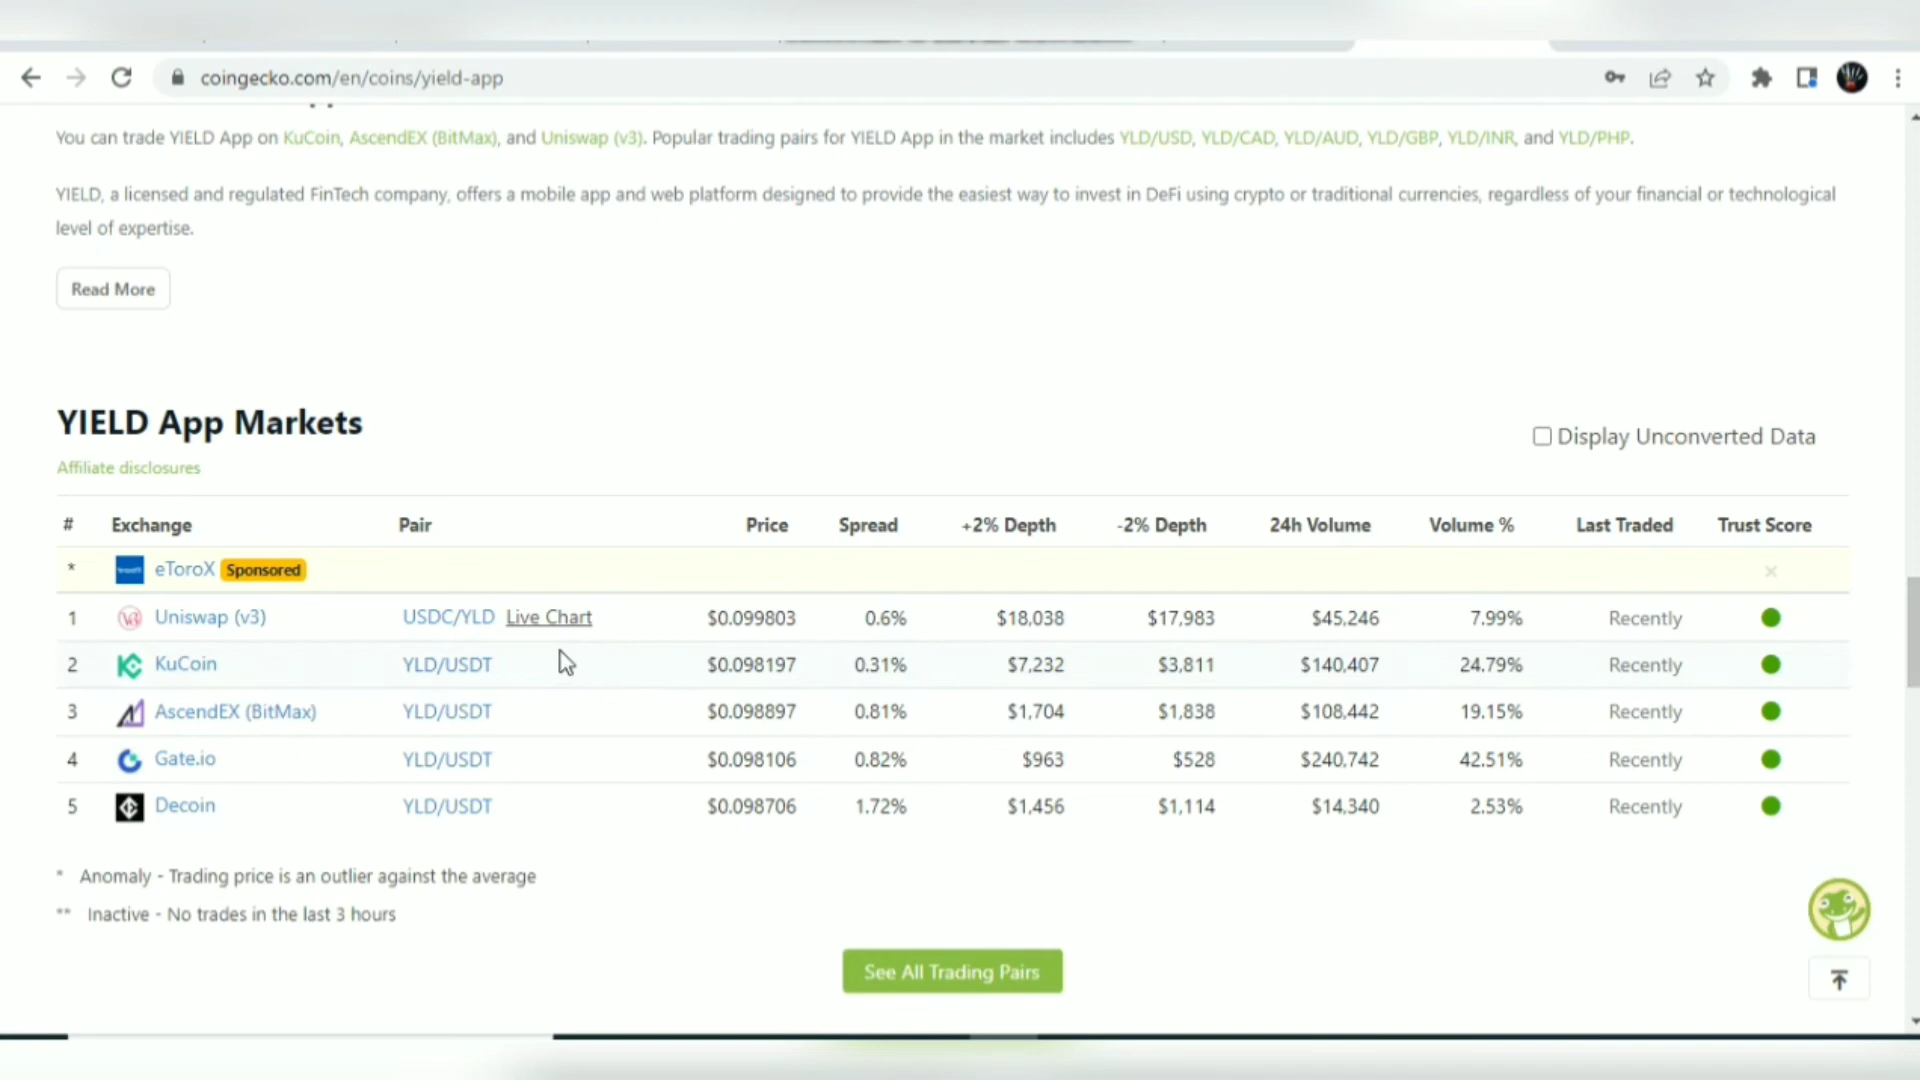 coingecko.com/en/coins/yield-app
You can trade YIELD App on KuCoin, AscendEX (BitMax), and Uniswap (v3). Popular trading pairs for YIELD App in the market includes YLD/USD, YLD/CAD, YLD/AUD, YLD/GBP, YLD/INR, and YLD/PHP.
YIELD, a licensed and regulated FinTech company, offers a mobile app and web platform designed to provide the easiest way to invest in DeFi using crypto or traditional currencies, regardless of your financial or technological
level of expertise.
Read More
YIELD App Markets
Display Unconverted Data
Affiliate disclosures
# Exchange Pair Price Spread +2% Depth -2% Depth 24h Volume Volume % Last Traded Trust Score
* eToroX Sponsored ×
1 Uniswap (v3) USDC/YLD Live Chart $0.099803 0.6% $18,038 $17,983 $45,246 7.99% Recently
2 KuCoin YLD/USDT $0.098197 0.31% $7,232 $3,811 $140,407 24.79% Recently
3 AscendEX (BitMax) YLD/USDT $0.098897 0.81% $1,704 $1,838 $108,442 19.15% Recently
4 Gate.io YLD/USDT $0.098106 0.82% $963 $528 $240,742 42.51% Recently
5 Decoin YLD/USDT $0.098706 1.72% $1,456 $1,114 $14,340 2.53% Recently
* Anomaly - Trading price is an outlier against the average
** Inactive - No trades in the last 3 hours
See All Trading Pairs